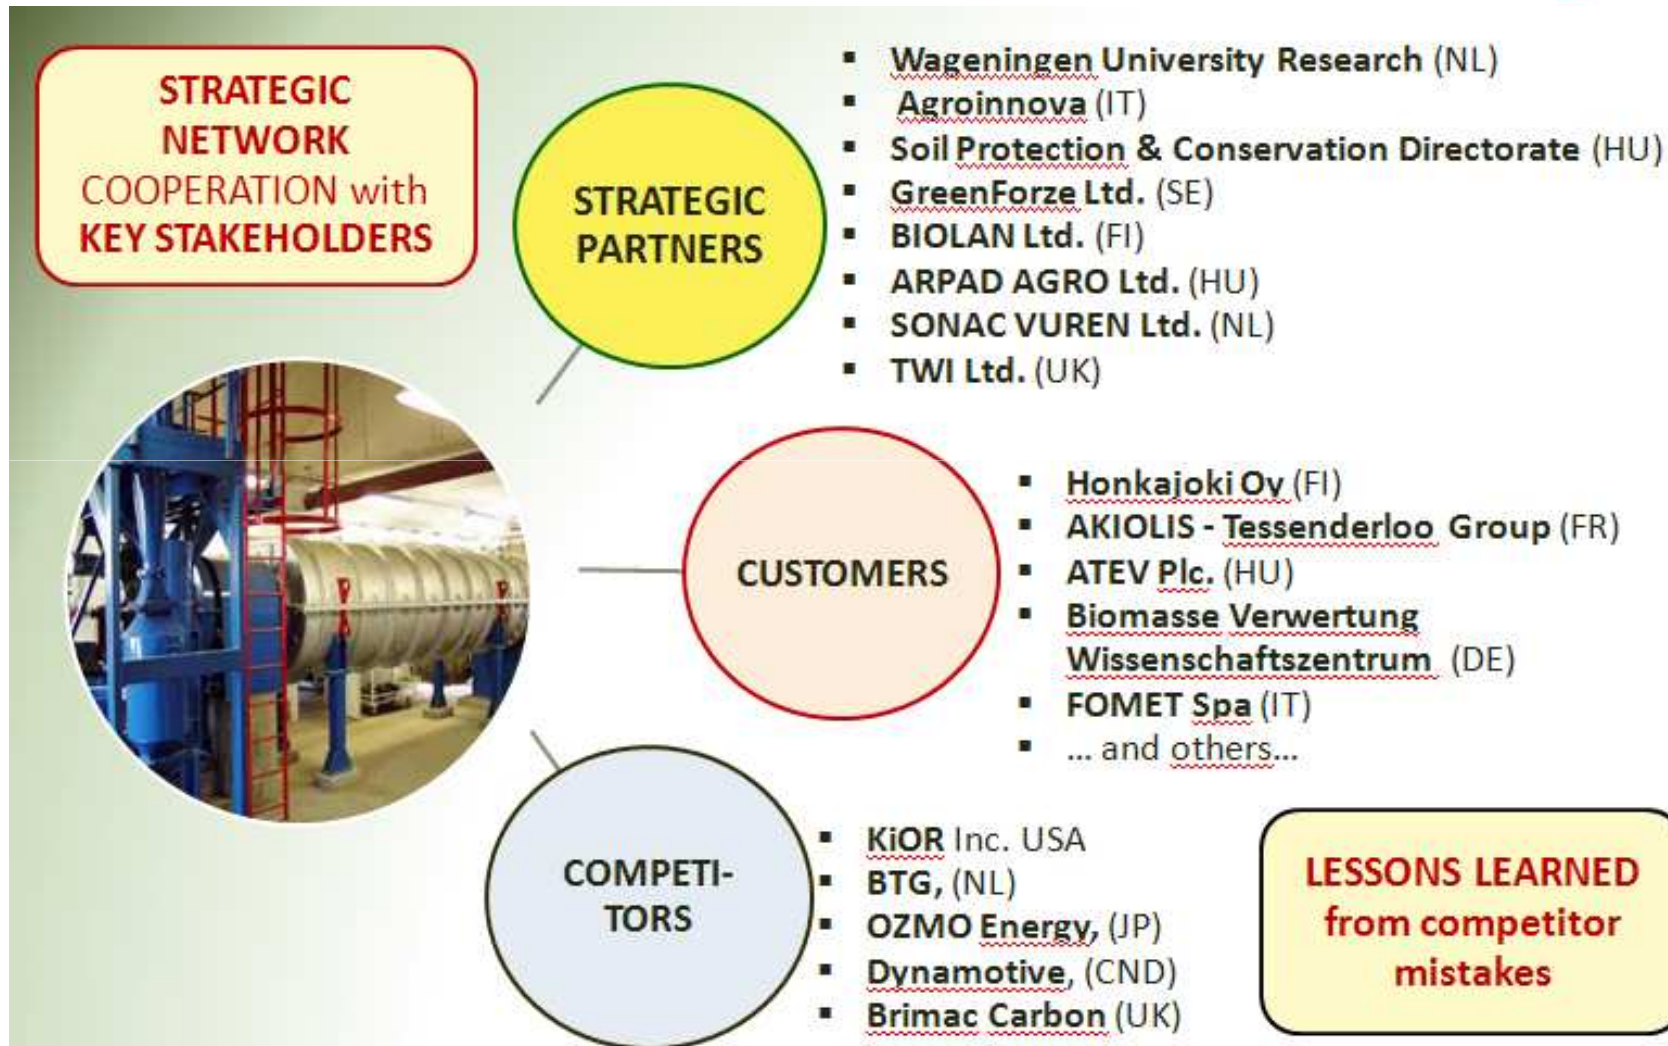 STRATEGIC
NETWORK
COOPERATION with
KEY STAKEHOLDERS
STRATEGIC
PARTNERS
▪ Wageningen University Research (NL)
▪ Agroinnova (IT)
▪ Soil Protection & Conservation Directorate (HU)
▪ GreenForze Ltd. (SE)
▪ BIOLAN Ltd. (FI)
▪ ARPAD AGRO Ltd. (HU)
▪ SONAC VUREN Ltd. (NL)
▪ TWI Ltd. (UK)
CUSTOMERS
▪ Honkajoki Oy (FI)
▪ AKIOLIS - Tessenderloo Group (FR)
▪ ATEV Plc. (HU)
▪ Biomasse Verwertung
Wissenschaftszentrum (DE)
▪ FOMET Spa (IT)
▪ ... and others...
COMPETI-
TORS
▪ KiOR Inc. USA
▪ BTG, (NL)
▪ OZMO Energy, (JP)
▪ Dynamotive, (CND)
▪ Brimac Carbon (UK)
LESSONS LEARNED
from competitor
mistakes